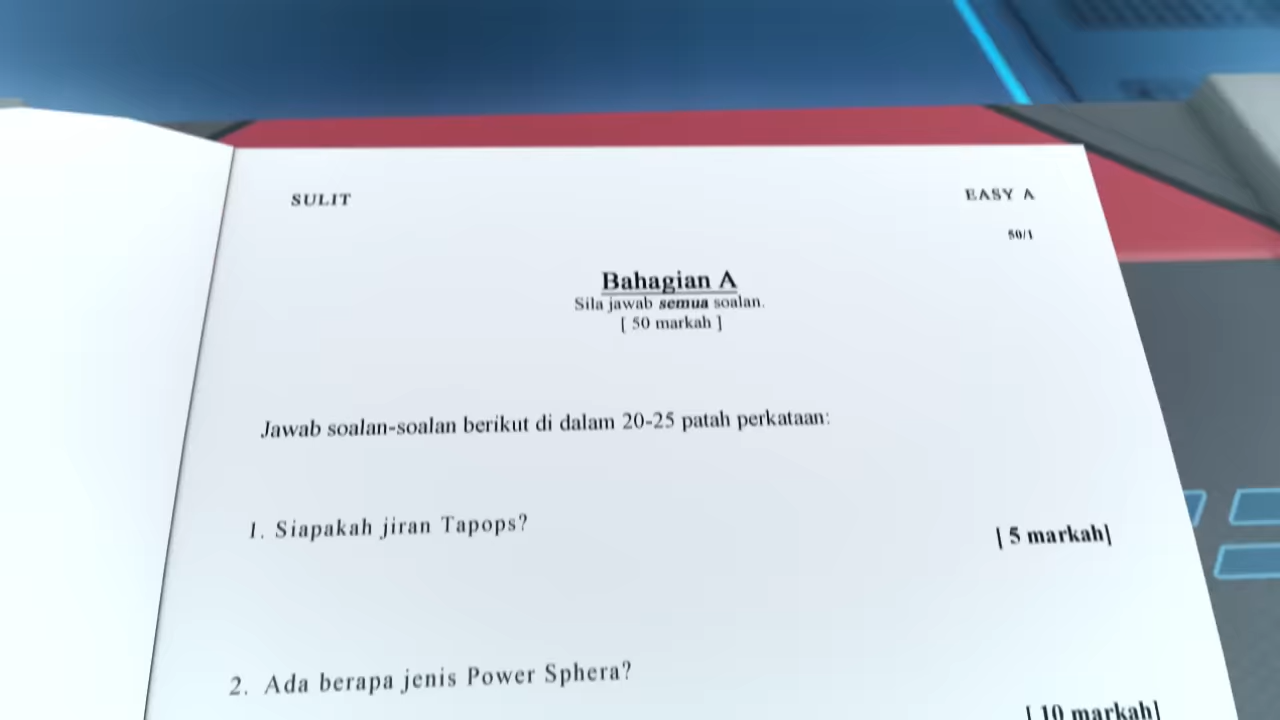 SULIT
EASY A
50/1
Bahagian A
Sila jawab semua soalan.
[ 50 markah ]
Jawab soalan-soalan berikut di dalam 20-25 patah perkataan:
1. Siapakah jiran Tapops?
[ 5 markah]
2. Ada berapa jenis Power Sphera?
[ 10 markah]